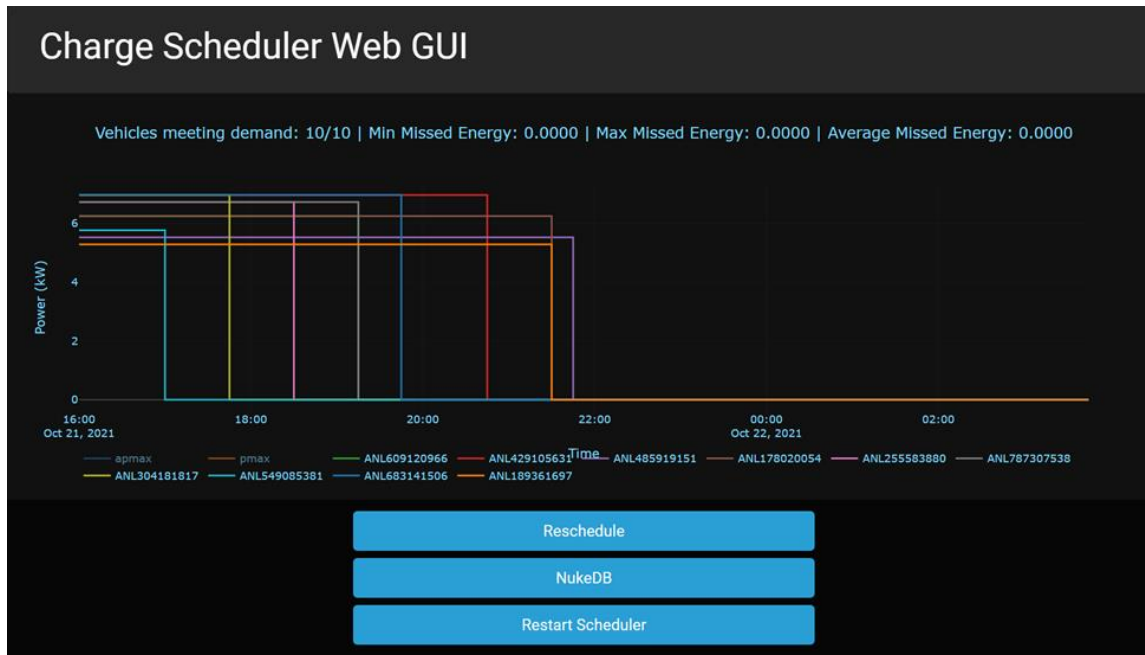 Charge Scheduler Web GUI
Vehicles meeting demand: 10/10 | Min Missed Energy: 0.0000 | Max Missed Energy: 0.0000 | Average Missed Energy: 0.0000
Power (kW)
6
4
2
0
16:00 18:00 20:00 22:00 00:00 02:00
Oct 21, 2021 Oct 22, 2021
Time
apmax pmax ANL609120966 ANL429105631 ANL485919151 ANL178020054 ANL255583880 ANL787307538
ANL304181817 ANL549085381 ANL683141506 ANL189361697
Reschedule
NukeDB
Restart Scheduler